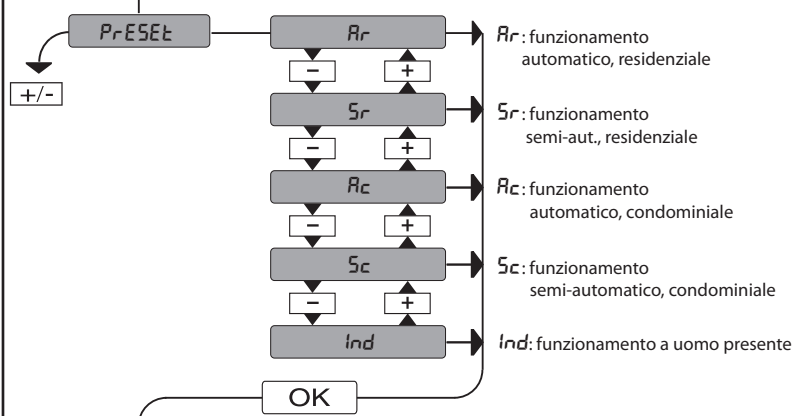 PrESEt
Ar
Ar: funzionamento
automatico, residenziale
+/-
- +
Sr
Sr: funzionamento
semi-aut., residenziale
- +
Ac
Ac: funzionamento
automatico, condominiale
- +
Sc
Sc: funzionamento
semi-automatico, condominiale
- +
Ind
Ind: funzionamento a uomo presente
OK